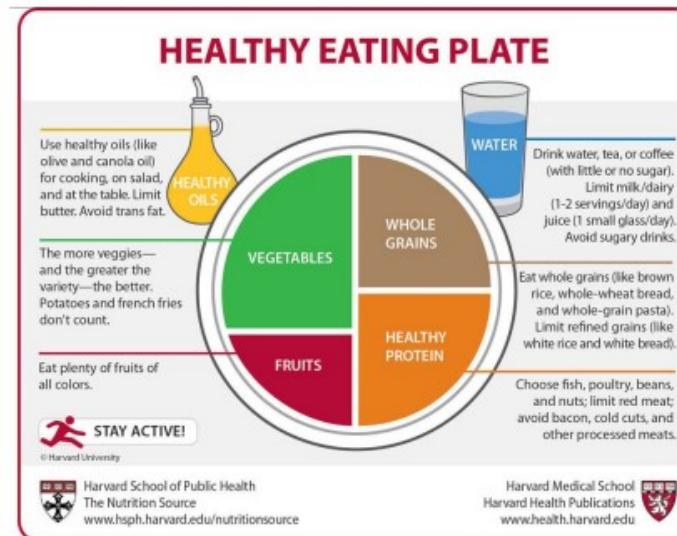 HEALTHY EATING PLATE
Use healthy oils (like
olive and canola oil)
for cooking, on salad,
and at the table. Limit
butter. Avoid trans fat.
HEALTHY
OILS
WATER
Drink water, tea, or coffee
(with little or no sugar).
Limit milk/dairy
(1-2 servings/day) and
juice (1 small glass/day).
Avoid sugary drinks.
The more veggies—
and the greater the
variety—the better.
Potatoes and french fries
don't count.
VEGETABLES
WHOLE
GRAINS
Eat whole grains (like brown
rice, whole-wheat bread,
and whole-grain pasta).
Limit refined grains (like
white rice and white bread).
Eat plenty of fruits of
all colors.
FRUITS
HEALTHY
PROTEIN
Choose fish, poultry, beans,
and nuts; limit red meat;
avoid bacon, cold cuts, and
other processed meats.
STAY ACTIVE!
© Harvard University
Harvard School of Public Health
The Nutrition Source
www.hsph.harvard.edu/nutritionsource
Harvard Medical School
Harvard Health Publications
www.health.harvard.edu